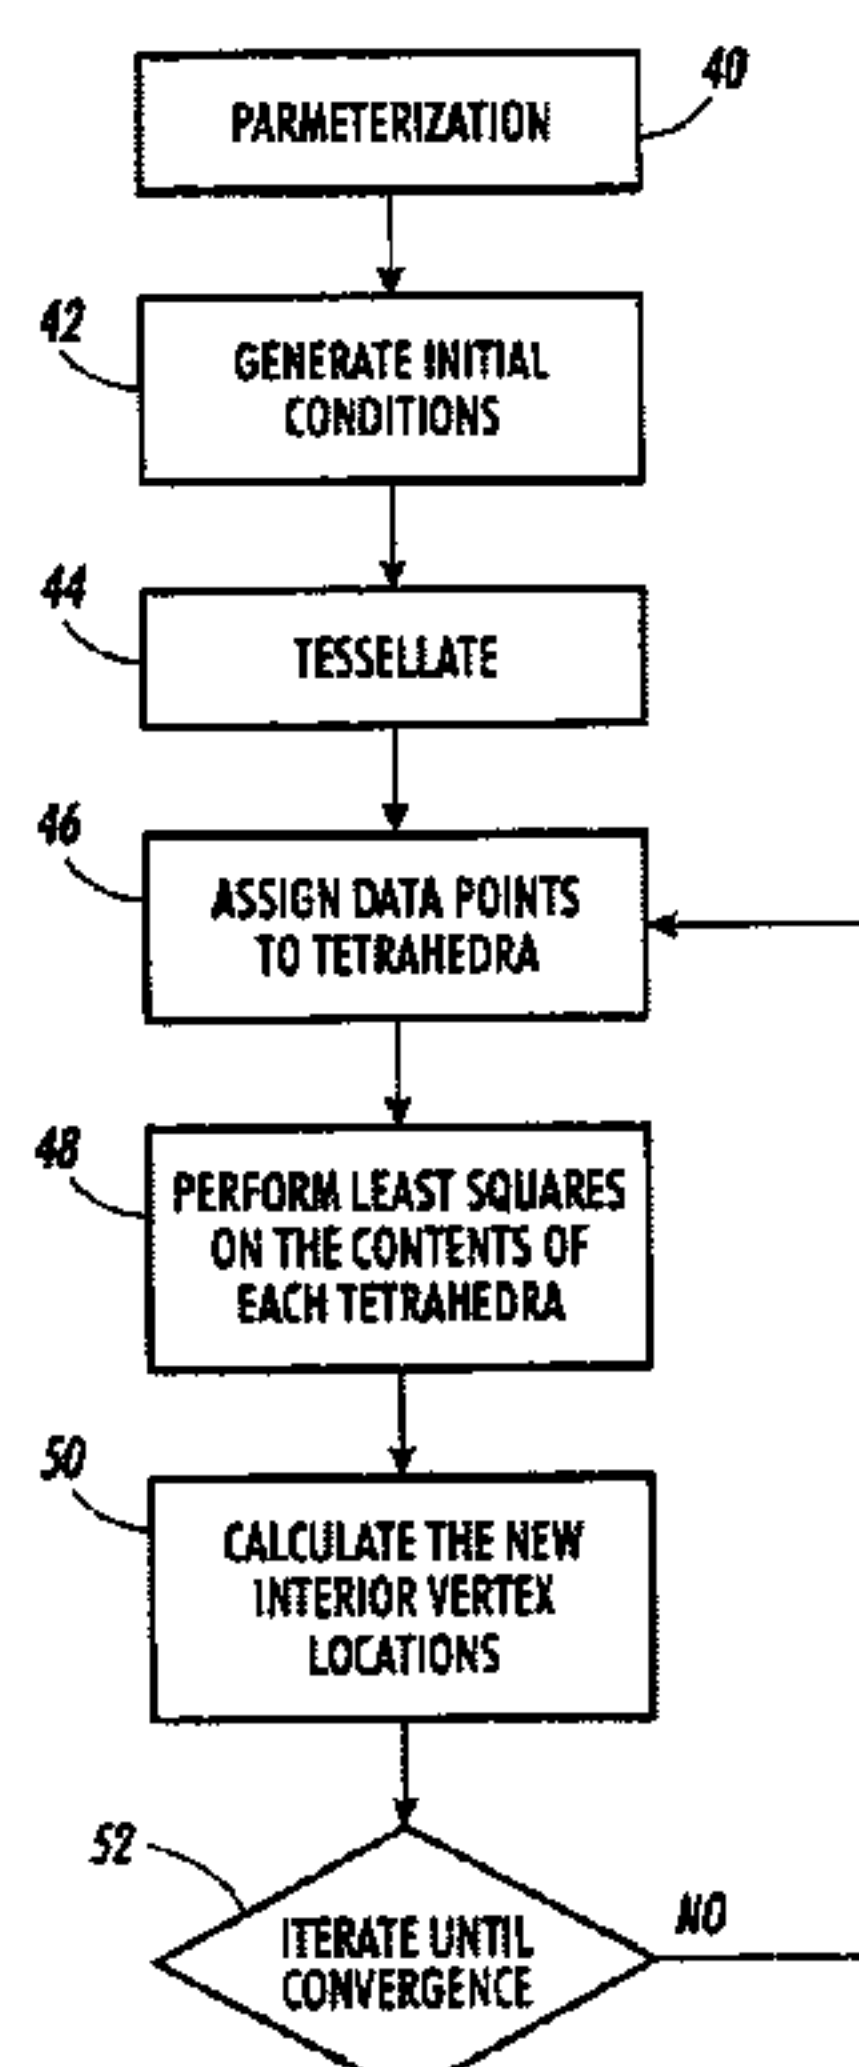 40
PARMETERIZATION
42
GENERATE INITIAL
CONDITIONS
44
TESSELLATE
46
ASSIGN DATA POINTS
TO TETRAHEDRA
48
PERFORM LEAST SQUARES
ON THE CONTENTS OF
EACH TETRAHEDRA
50
CALCULATE THE NEW
INTERIOR VERTEX
LOCATIONS
52
ITERATE UNTIL
CONVERGENCE
NO